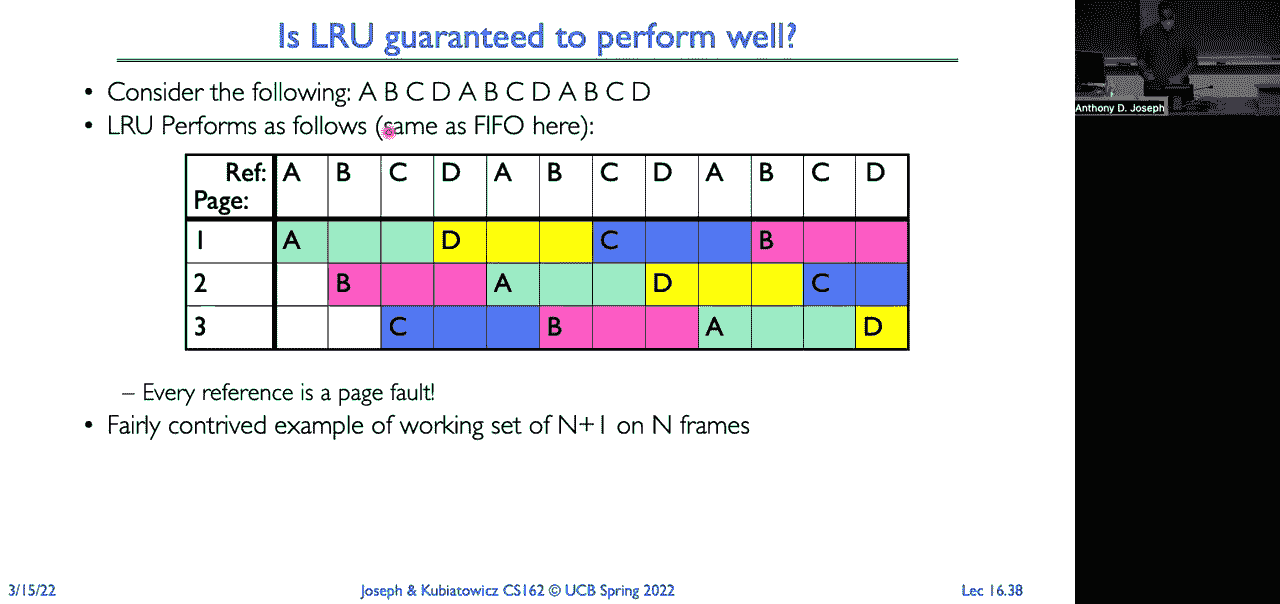 Is LRU guaranteed to perform well?
• Consider the following: A B C D A B C D A B C D
• LRU Performs as follows (same as FIFO here):
Ref: A B C D A B C D A B C D
Page:
1 A D C B
2 B A D C
3 C B A D
– Every reference is a page fault!
• Fairly contrived example of working set of N+1 on N frames
3/15/22 Joseph & Kubiatowicz CS162 © UCB Spring 2022 Lec 16.38
Anthony D. Joseph